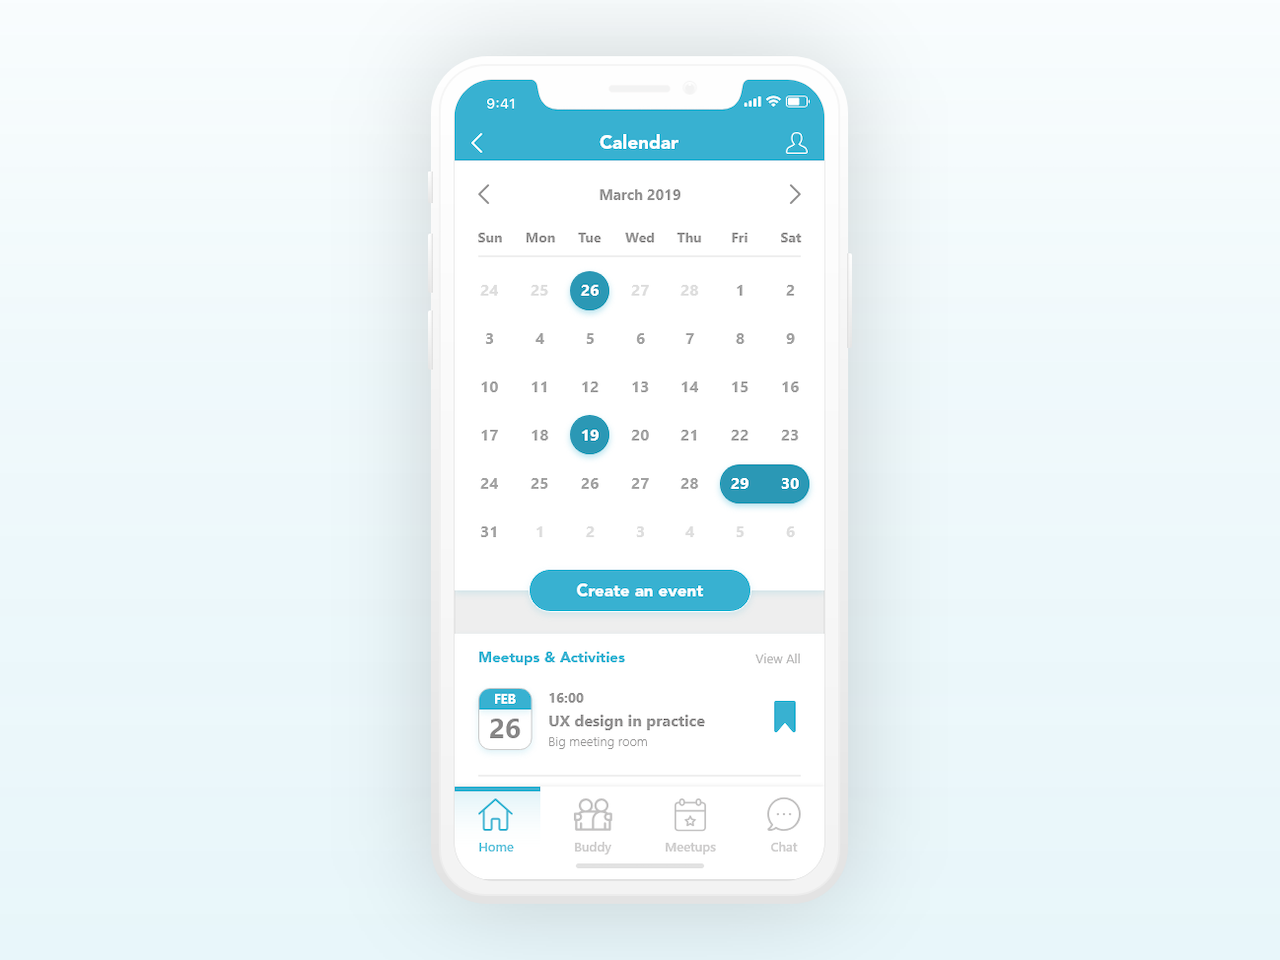 9:41
Calendar
March 2019
Sun Mon Tue Wed Thu Fri Sat
24 25 26 27 28 1 2
3 4 5 6 7 8 9
10 11 12 13 14 15 16
17 18 19 20 21 22 23
24 25 26 27 28 29 30
31 1 2 3 4 5 6
Create an event
Meetups & Activities View All
FEB
26
16:00
UX design in practice
Big meeting room
Home Buddy Meetups Chat